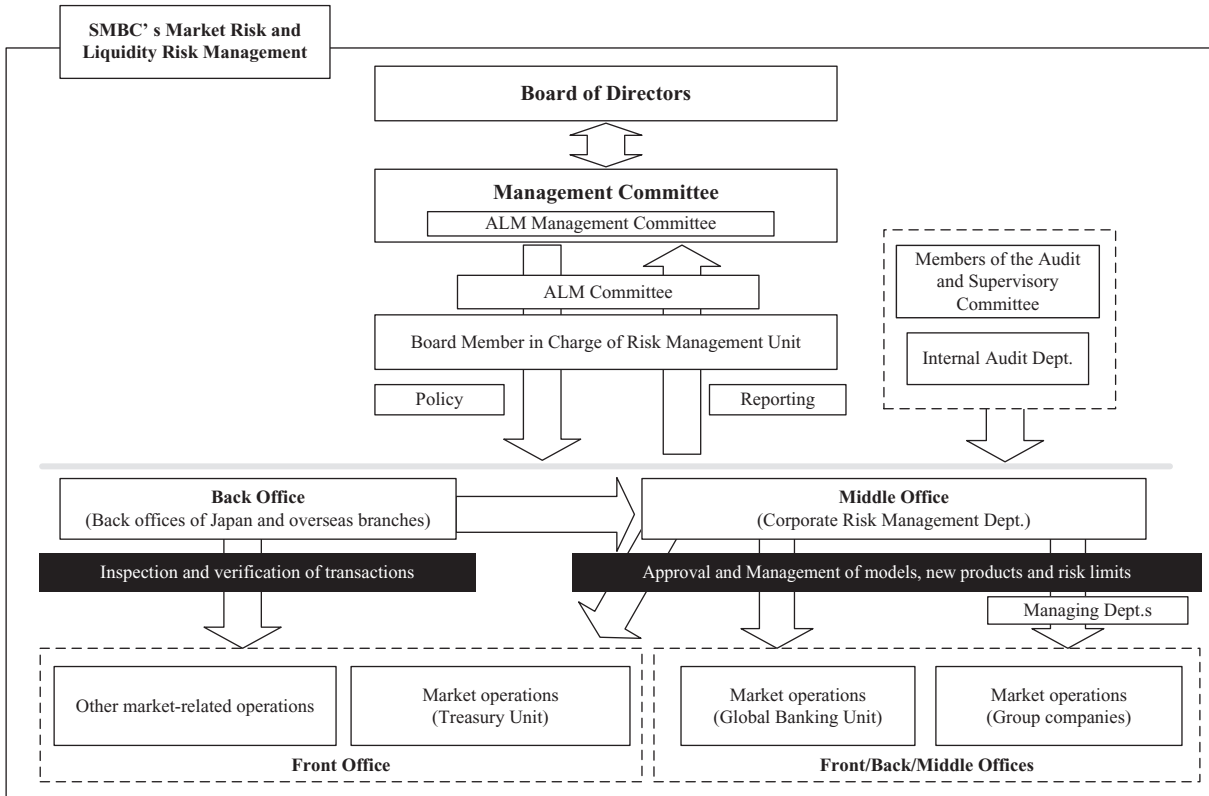 SMBC’ s Market Risk and
Liquidity Risk Management
Board of Directors
Management Committee
ALM Management Committee
ALM Committee
Board Member in Charge of Risk Management Unit
Policy
Reporting
Members of the Audit
and Supervisory
Committee
Internal Audit Dept.
Back Office
(Back offices of Japan and overseas branches)
Middle Office
(Corporate Risk Management Dept.)
Inspection and verification of transactions
Approval and Management of models, new products and risk limits
Managing Dept.s
Other market-related operations
Market operations
(Treasury Unit)
Front Office
Market operations
(Global Banking Unit)
Market operations
(Group companies)
Front/Back/Middle Offices